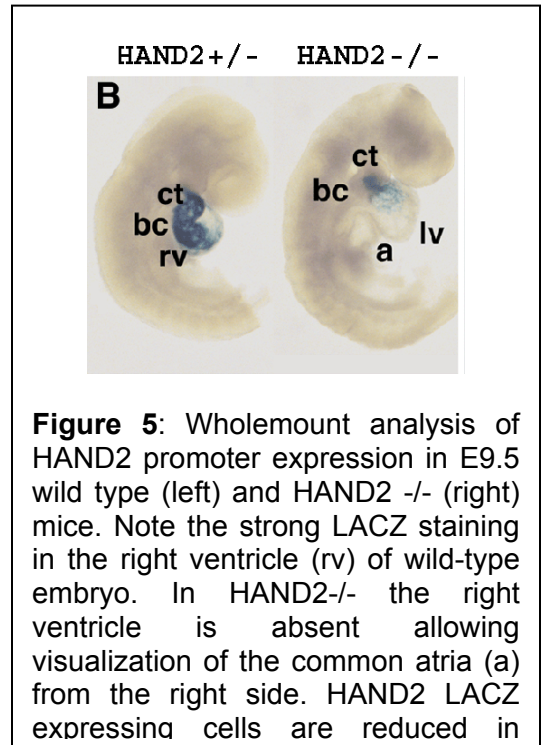 HAND2+/- HAND2-/-
B
ct
bc
rv
ct
bc
lv
a
Figure 5: Wholemount analysis of
HAND2 promoter expression in E9.5
wild type (left) and HAND2 -/- (right)
mice. Note the strong LACZ staining
in the right ventricle (rv) of wild-type
embryo. In HAND2-/- the right
ventricle is absent allowing
visualization of the common atria (a)
from the right side. HAND2 LACZ
expressing cells are reduced in